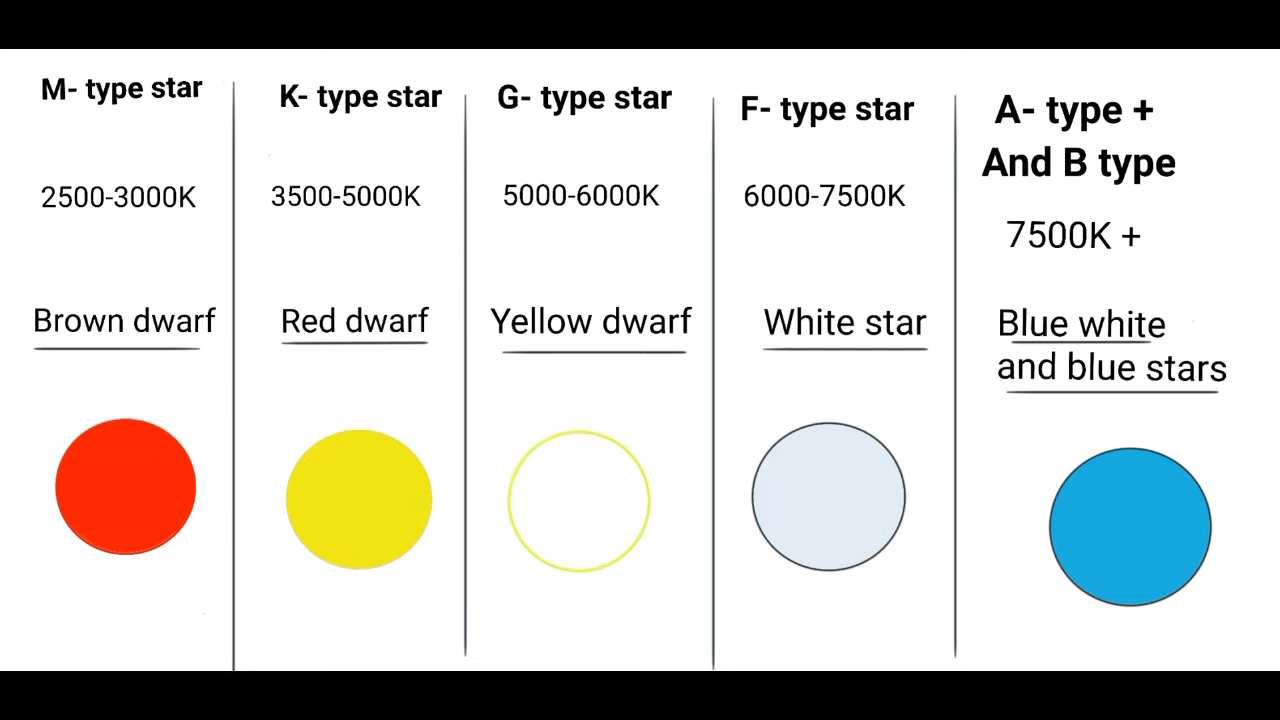 M- type star
2500-3000K
Brown dwarf
K- type star
3500-5000K
Red dwarf
G- type star
5000-6000K
Yellow dwarf
F- type star
6000-7500K
White star
A- type +
And B type
7500K +
Blue white
and blue stars